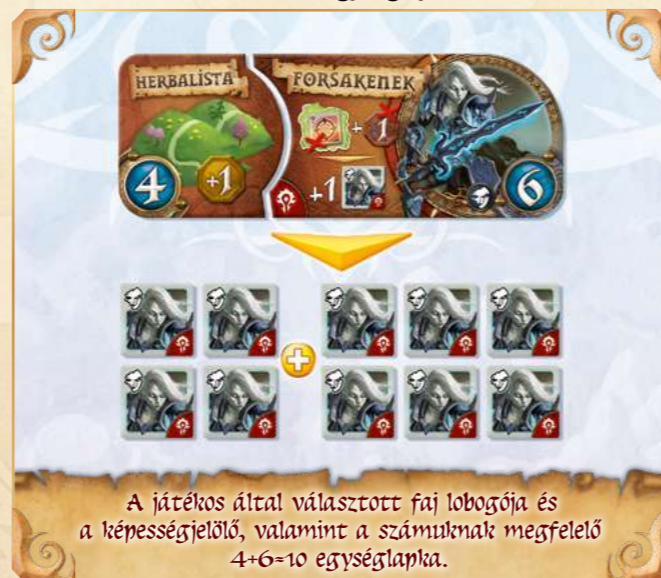 HERBALISTA
FORSAKENEK
+ 1
4
+1
+1
6
A játékos által választott faj lobogója és
a képességjelölő, valamint a számuknak megfelelő
4+6=10 egységlapka.